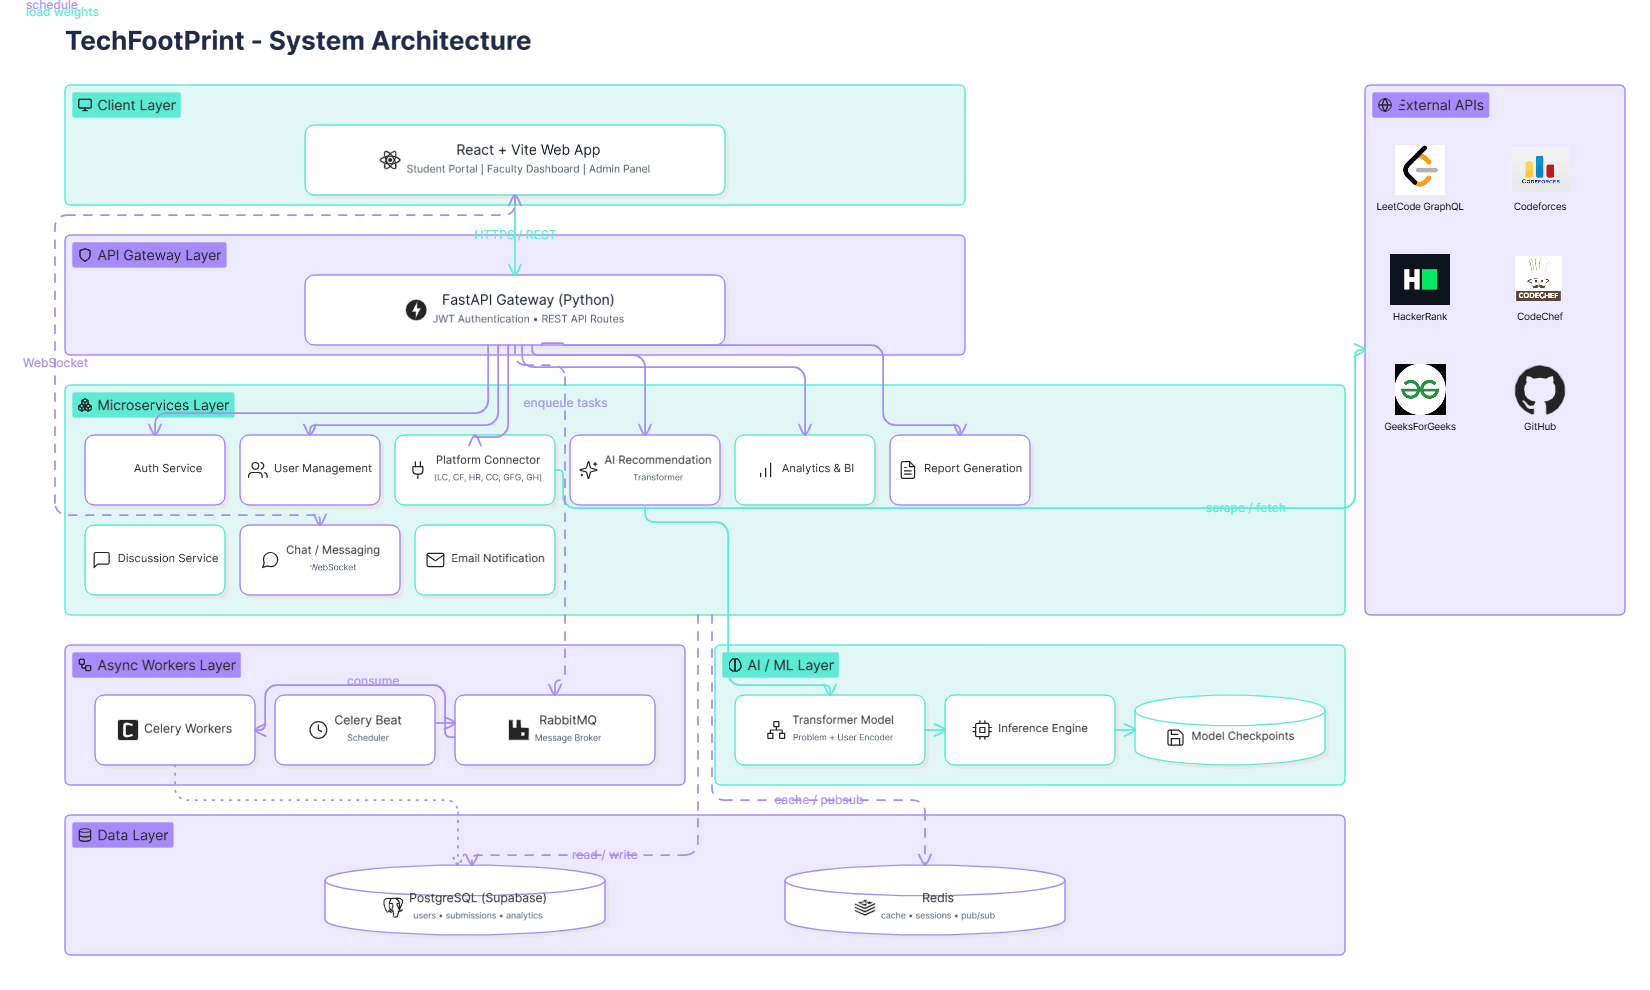 schedule
load weights
TechFootPrint - System Architecture
Client Layer
React + Vite Web App
Student Portal | Faculty Dashboard | Admin Panel
HTTPS / REST
API Gateway Layer
FastAPI Gateway (Python)
JWT Authentication • REST API Routes
WebSocket
Microservices Layer
enqueue tasks
Auth Service
User Management
Platform Connector
(LC, CF, HR, CC, GFG, GH)
AI Recommendation
Transformer
Analytics & BI
Report Generation
scrape / fetch
Discussion Service
Chat / Messaging
WebSocket
Email Notification
External APIs
LeetCode GraphQL
CODEFORCES
Codeforces
H
HackerRank
CODECHEF
CodeChef
GeeksForGeeks
GitHub
Async Workers Layer
consume
Celery Workers
Celery Beat
Scheduler
RabbitMQ
Message Broker
AI / ML Layer
Transformer Model
Problem + User Encoder
Inference Engine
Model Checkpoints
cache / pubsub
Data Layer
read / write
PostgreSQL (Supabase)
users • submissions • analytics
Redis
cache • sessions • pub/sub